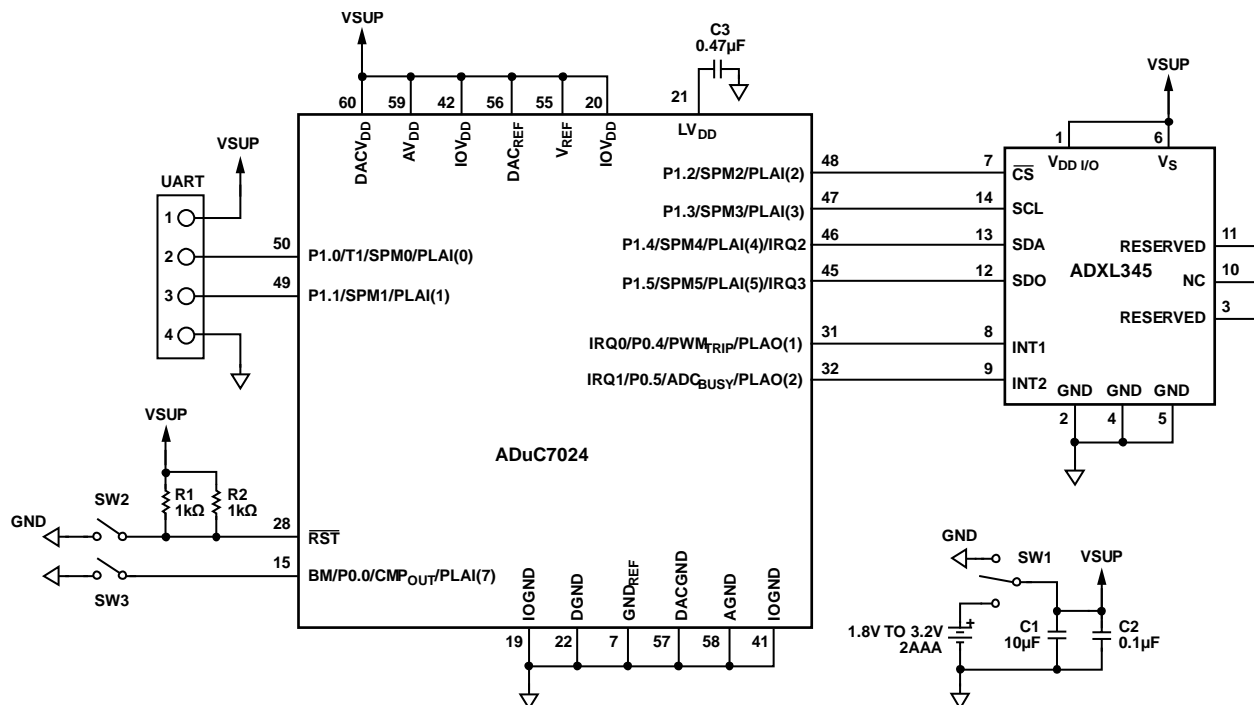 VSUP
C3
0.47µF
VSUP
60
59
42
56
55
20
21
DACVDD
AVDD
IOVDD
DACREF
VREF
IOVDD
LVDD
1
6
VDD I/O
VS
VSUP
UART
1
2
3
4
50
P1.0/T1/SPM0/PLAI(0)
49
P1.1/SPM1/PLAI(1)
P1.2/SPM2/PLAI(2)
48
7
CS
P1.3/SPM3/PLAI(3)
47
14
SCL
P1.4/SPM4/PLAI(4)/IRQ2
46
13
SDA
P1.5/SPM5/PLAI(5)/IRQ3
45
12
SDO
IRQ0/P0.4/PWMTRIP/PLAO(1)
31
8
INT1
IRQ1/P0.5/ADCBUSY/PLAO(2)
32
9
INT2
ADXL345
RESERVED
11
NC
10
RESERVED
3
GND
GND
GND
2
4
5
ADuC7024
VSUP
R1
1kΩ
R2
1kΩ
SW2
GND
28
RST
15
BM/P0.0/CMPOUT/PLAI(7)
SW3
IOGND
DGND
GNDREF
DACGND
AGND
IOGND
19
22
7
57
58
41
GND
SW1
VSUP
1.8V TO 3.2V
2AAA
+
C1
10µF
C2
0.1µF